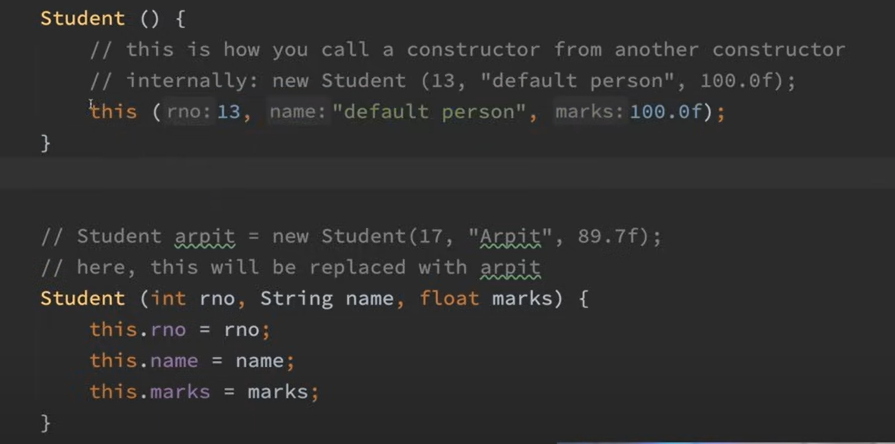 Student () {
// this is how you call a constructor from another constructor
// internally: new Student (13, "default person", 100.0f);
this ( rno: 13, name: "default person", marks: 100.0f);
}
// Student arpit = new Student(17, "Arpit", 89.7f);
// here, this will be replaced with arpit
Student (int rno, String name, float marks) {
this.rno = rno;
this.name = name;
this.marks = marks;
}